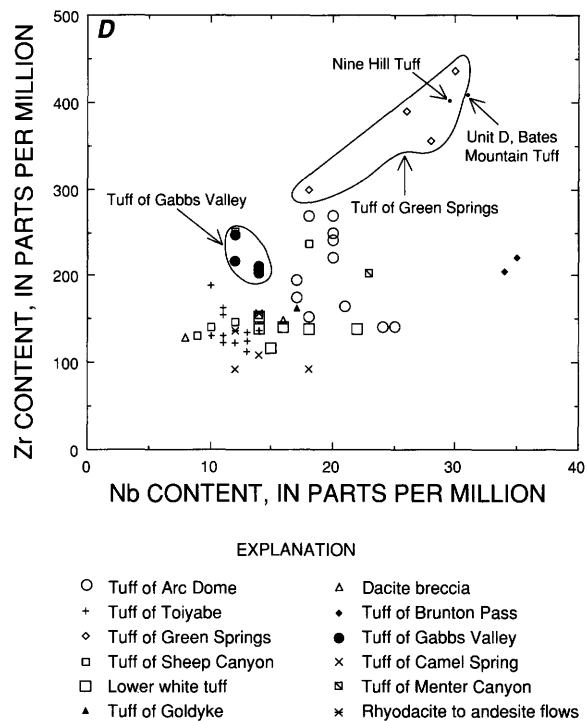 D
500
400
300
200
100
0
Zr CONTENT, IN PARTS PER MILLION
Nine Hill Tuff
Unit D, Bates
Mountain Tuff
Tuff of Green Springs
Tuff of Gabbs Valley
0 10 20 30 40
Nb CONTENT, IN PARTS PER MILLION
EXPLANATION
Tuff of Arc Dome
Tuff of Toiyabe
Tuff of Green Springs
Tuff of Sheep Canyon
Lower white tuff
Tuff of Goldyke
Dacite breccia
Tuff of Brunton Pass
Tuff of Gabbs Valley
Tuff of Camel Spring
Tuff of Menter Canyon
Rhyodacite to andesite flows